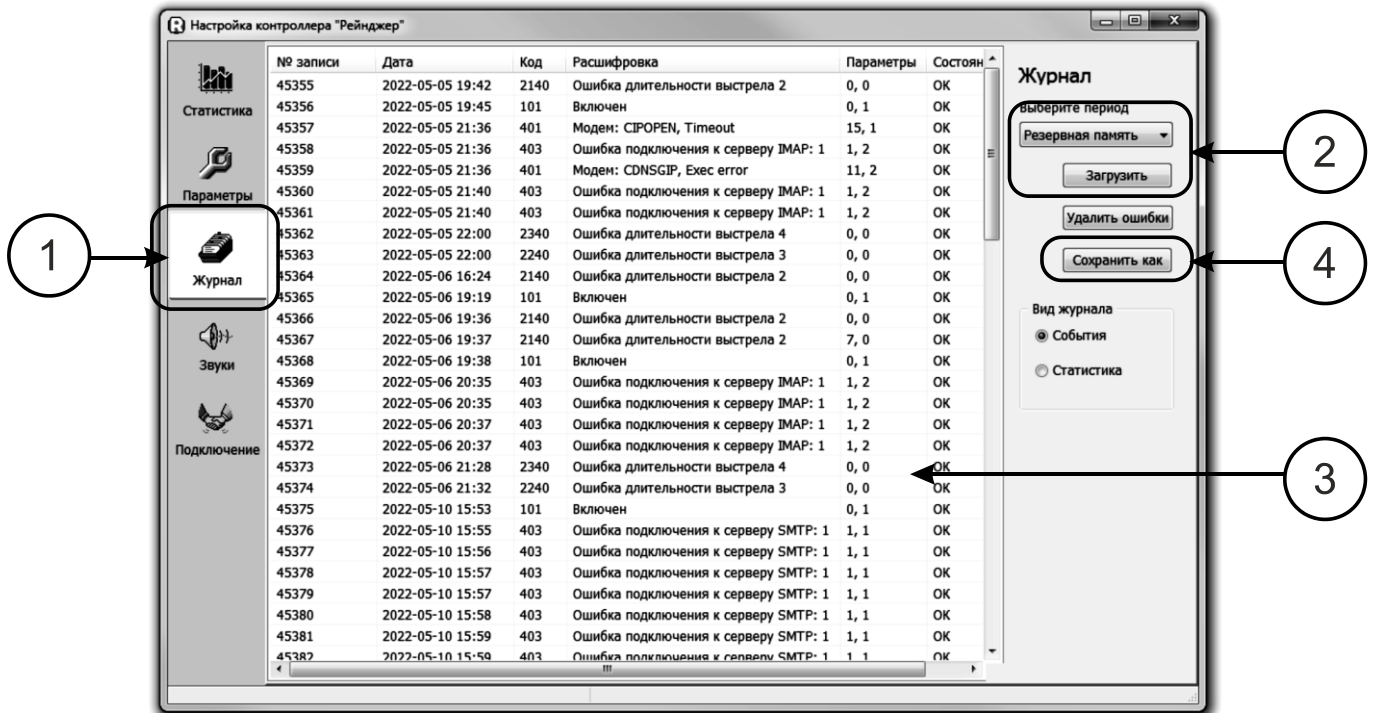 Настройка контроллера "Рейнджер"
Статистика
Параметры
Журнал
Звуки
Подключение
№ записи Дата Код Расшифровка Параметры Состоян
45355 2022-05-05 19:42 2140 Ошибка длительности выстрела 2 0, 0 OK
45356 2022-05-05 19:45 101 Включен 0, 1 OK
45357 2022-05-05 21:36 401 Модем: CIPOPEN, Timeout 15, 1 OK
45358 2022-05-05 21:36 403 Ошибка подключения к серверу IMAP: 1 1, 2 OK
45359 2022-05-05 21:36 401 Модем: CDNSGIP, Exec error 11, 2 OK
45360 2022-05-05 21:40 403 Ошибка подключения к серверу IMAP: 1 1, 2 OK
45361 2022-05-05 21:40 403 Ошибка подключения к серверу IMAP: 1 1, 2 OK
45362 2022-05-05 22:00 2340 Ошибка длительности выстрела 4 0, 0 OK
45363 2022-05-05 22:00 2240 Ошибка длительности выстрела 3 0, 0 OK
45364 2022-05-06 16:24 2140 Ошибка длительности выстрела 2 0, 0 OK
45365 2022-05-06 19:19 101 Включен 0, 1 OK
45366 2022-05-06 19:36 2140 Ошибка длительности выстрела 2 0, 0 OK
45367 2022-05-06 19:37 2140 Ошибка длительности выстрела 2 7, 0 OK
45368 2022-05-06 19:38 101 Включен 0, 1 OK
45369 2022-05-06 20:35 403 Ошибка подключения к серверу IMAP: 1 1, 2 OK
45370 2022-05-06 20:35 403 Ошибка подключения к серверу IMAP: 1 1, 2 OK
45371 2022-05-06 20:37 403 Ошибка подключения к серверу IMAP: 1 1, 2 OK
45372 2022-05-06 20:37 403 Ошибка подключения к серверу IMAP: 1 1, 2 OK
45373 2022-05-06 21:28 2340 Ошибка длительности выстрела 4 0, 0 OK
45374 2022-05-06 21:32 2240 Ошибка длительности выстрела 3 0, 0 OK
45375 2022-05-10 15:53 101 Включен 0, 1 OK
45376 2022-05-10 15:55 403 Ошибка подключения к серверу SMTP: 1 1, 1 OK
45377 2022-05-10 15:56 403 Ошибка подключения к серверу SMTP: 1 1, 1 OK
45378 2022-05-10 15:57 403 Ошибка подключения к серверу SMTP: 1 1, 1 OK
45379 2022-05-10 15:57 403 Ошибка подключения к серверу SMTP: 1 1, 1 OK
45380 2022-05-10 15:58 403 Ошибка подключения к серверу SMTP: 1 1, 1 OK
45381 2022-05-10 15:59 403 Ошибка подключения к серверу SMTP: 1 1, 1 OK
45382 2022-05-10 15:59 403 Ошибка подключения к серверу SMTP: 1 1, 1 OK
Журнал
Выберите период
Резервная память
Загрузить
Удалить ошибки
Сохранить как
Вид журнала
События
Статистика
1
2
4
3